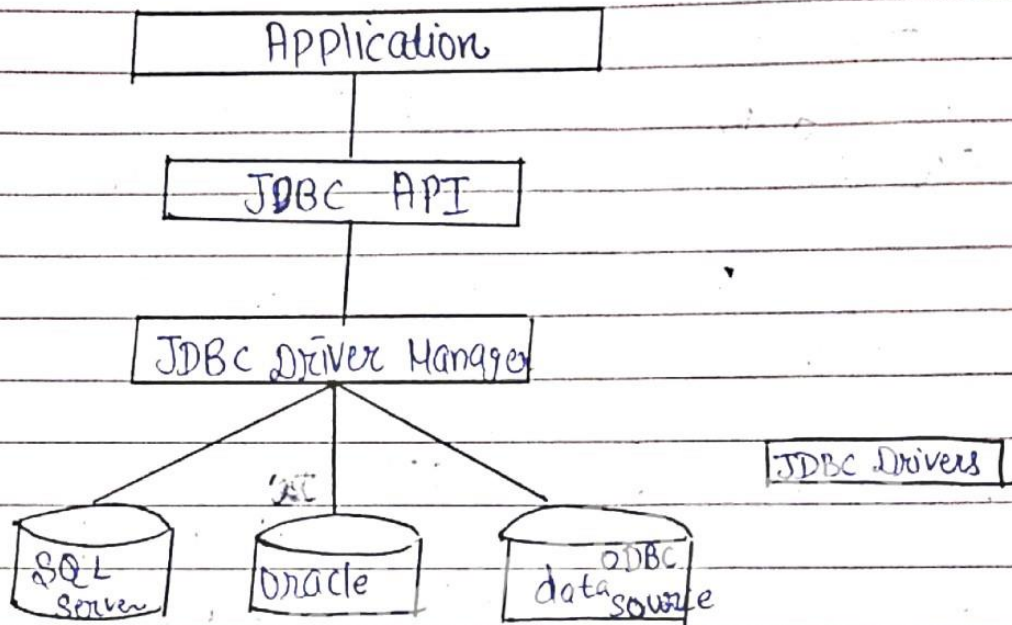 Application
JDBC API
JDBC Driver Manager
JDBC Drivers
SQL
Server
Oracle
ODBC
data source